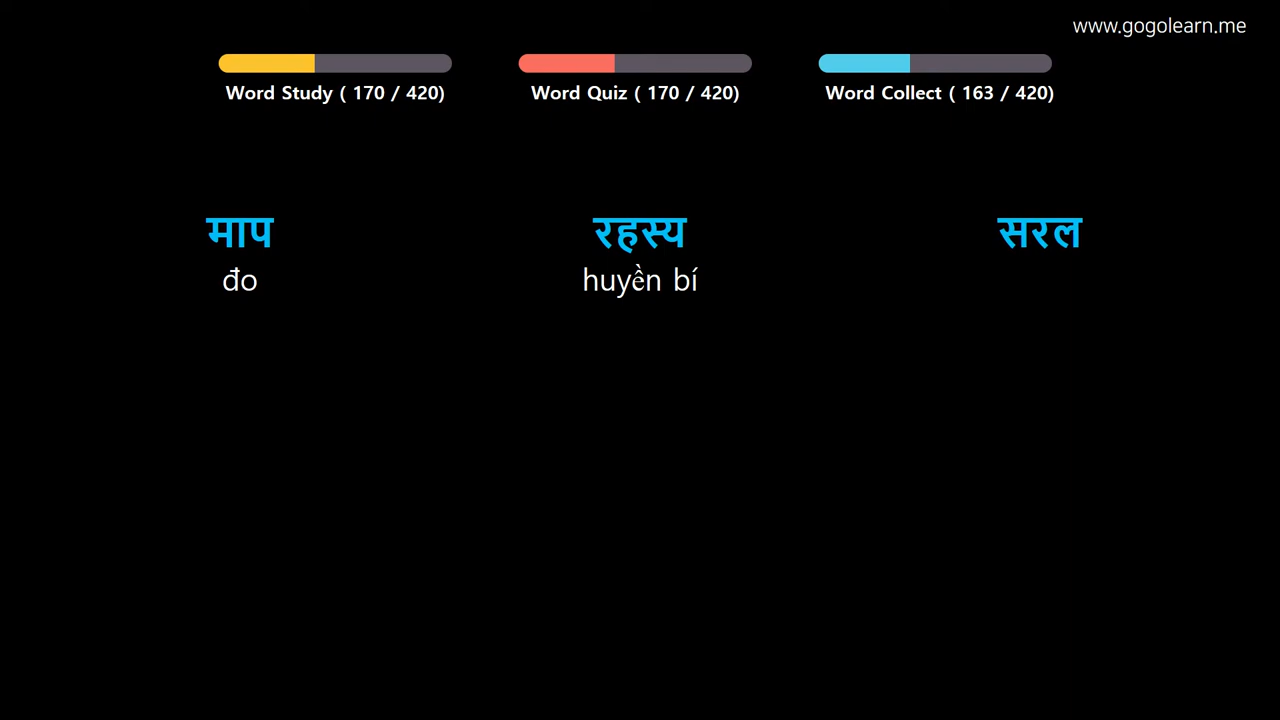 www.gogolearn.me
Word Study ( 170 / 420)
Word Quiz ( 170 / 420)
Word Collect ( 163 / 420)
माप
रहस्य
सरल
đo
huyền bí